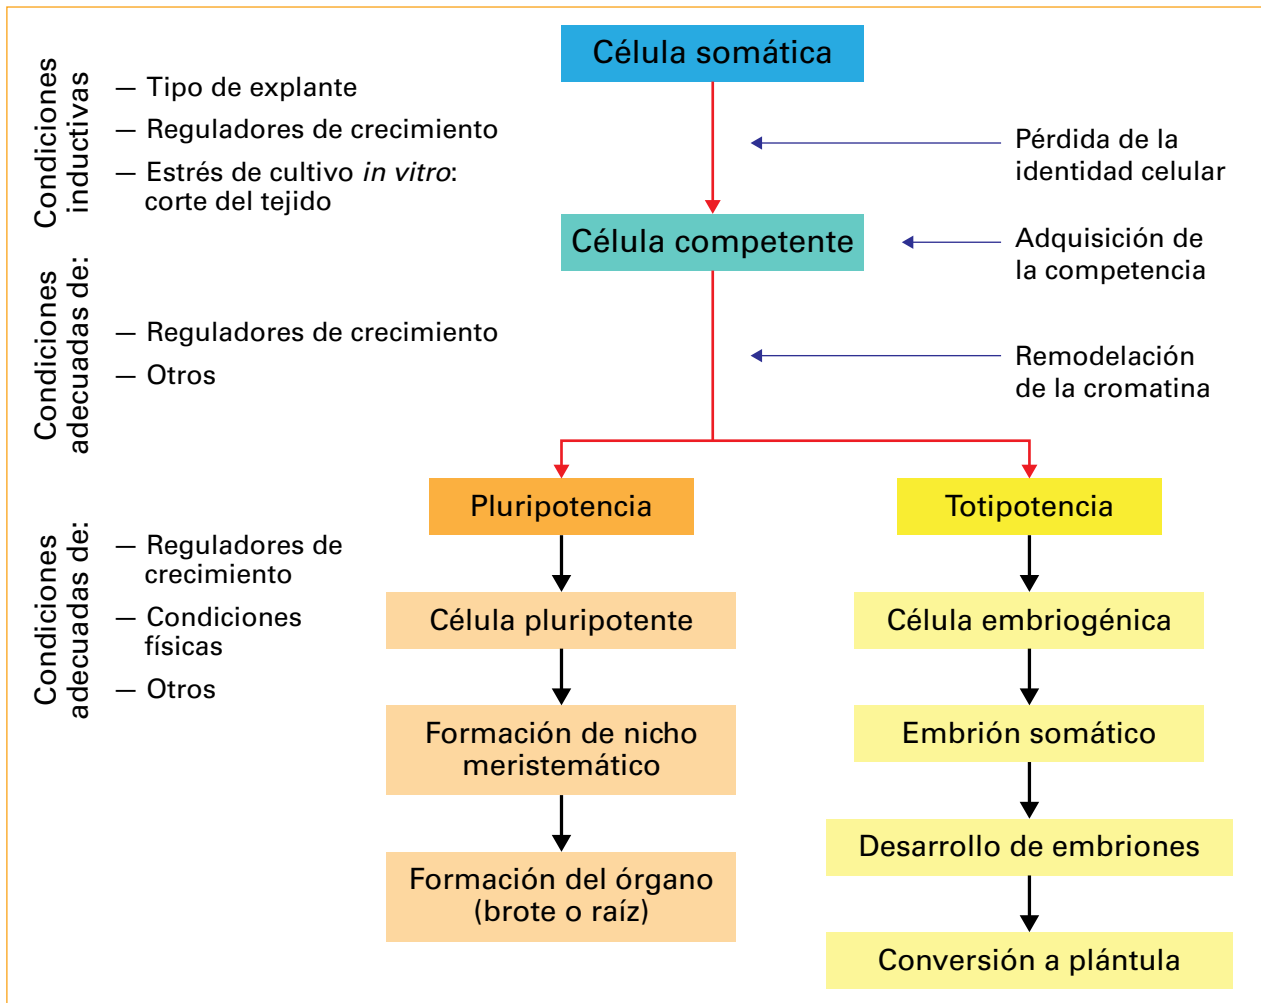 Célula somática
Condiciones
inductivas
— Tipo de explante
— Reguladores de crecimiento
— Estrés de cultivo in vitro:
corte del tejido
Pérdida de la
identidad celular
Célula competente
Adquisición de
la competencia
Condiciones
adecuadas de:
— Reguladores de crecimiento
— Otros
Remodelación
de la cromatina
Pluripotencia
Totipotencia
Condiciones
adecuadas de:
— Reguladores de
crecimiento
— Condiciones
físicas
— Otros
Célula pluripotente
Formación de nicho
meristemático
Formación del órgano
(brote o raíz)
Célula embriogénica
Embrión somático
Desarrollo de embriones
Conversión a plántula